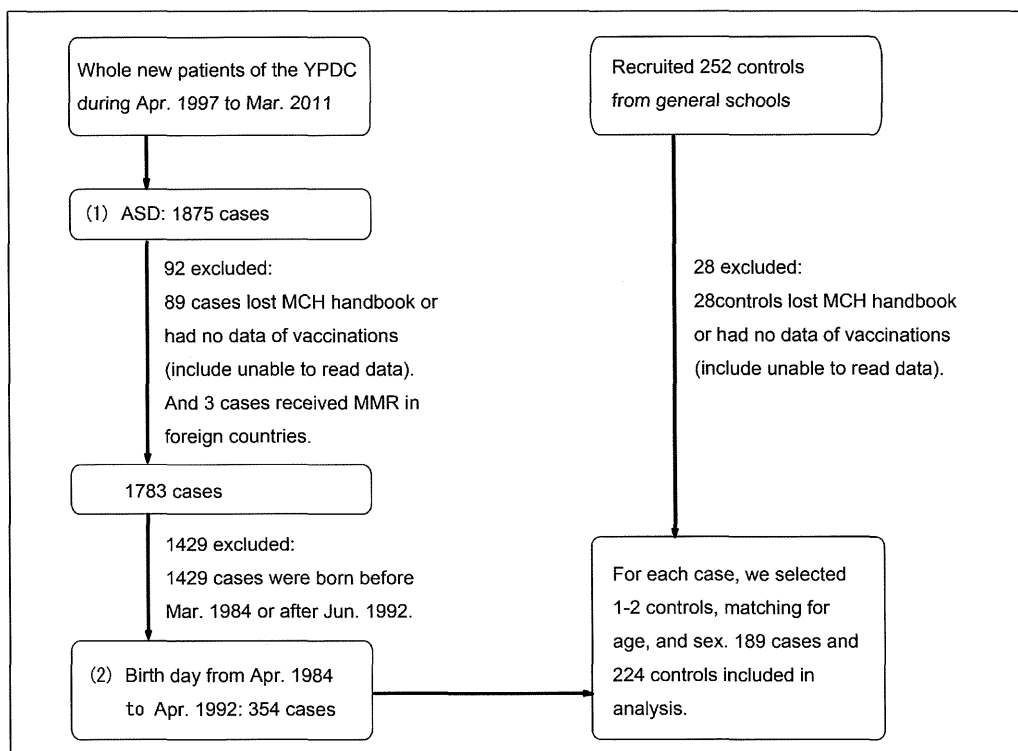 Whole new patients of the YPDC
during Apr. 1997 to Mar. 2011
(1) ASD: 1875 cases
92 excluded:
89 cases lost MCH handbook or
had no data of vaccinations
(include unable to read data).
And 3 cases received MMR in
foreign countries.
1783 cases
1429 excluded:
1429 cases were born before
Mar. 1984 or after Jun. 1992.
(2) Birth day from Apr. 1984
to Apr. 1992: 354 cases
Recruited 252 controls
from general schools
28 excluded:
28controls lost MCH handbook
or had no data of vaccinations
(include unable to read data).
For each case, we selected
1-2 controls, matching for
age, and sex. 189 cases and
224 controls included in
analysis.